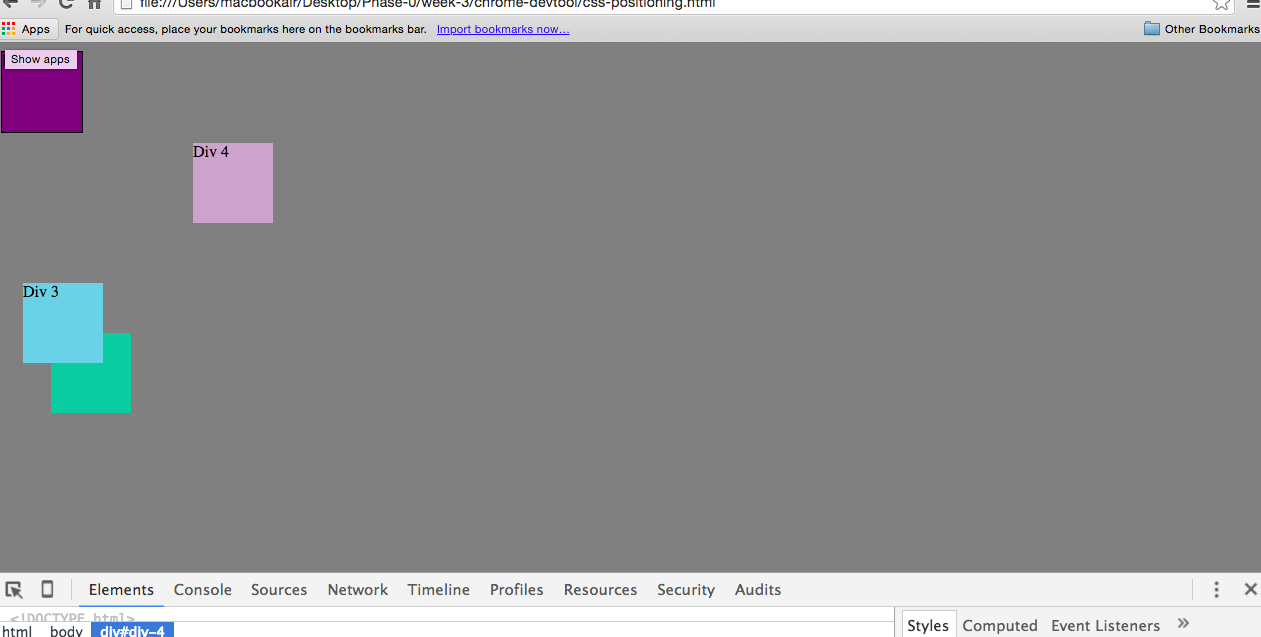 file:///Users/macbookair/Desktop/Phase-0/week-3/chrome-devtool/css-positioning.html
Apps For quick access, place your bookmarks here on the bookmarks bar. Import bookmarks now... Other Bookmarks
Show apps
Div 4
Div 3
Elements Console Sources Network Timeline Profiles Resources Security Audits
<!DOCTYPE html>
html body div#div-4
Styles Computed Event Listeners »